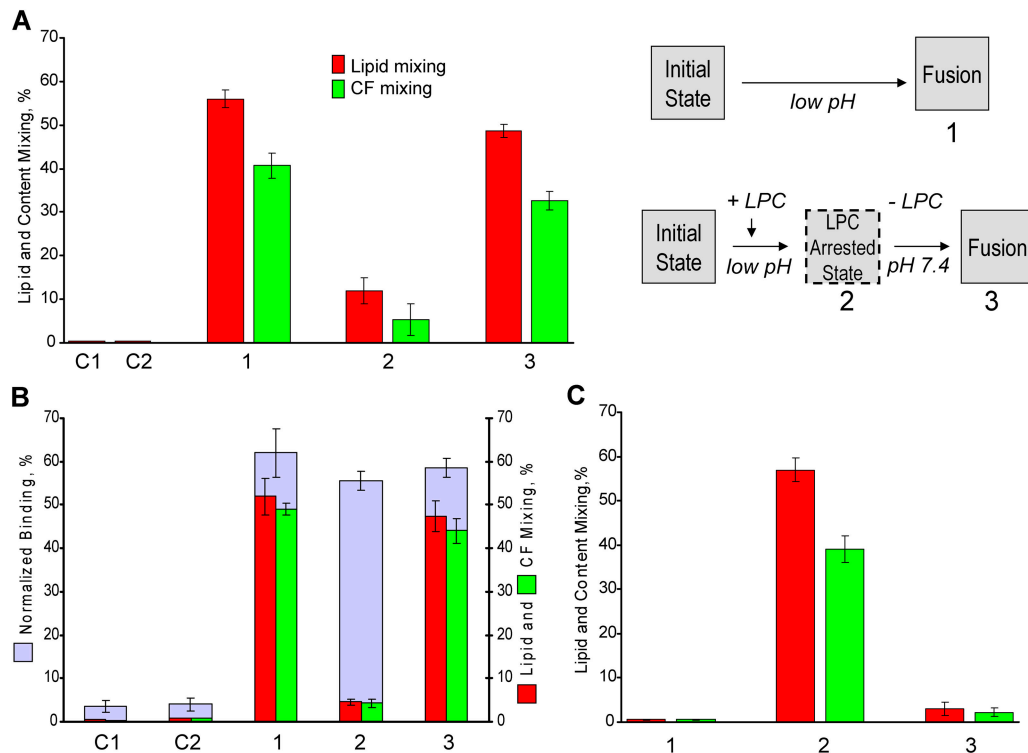 A
Lipid and Content Mixing, %
70
60
50
40
30
20
10
0
Lipid mixing
CF mixing
C1 C2 1 2 3
Initial State
low pH
Fusion
1
Initial State
+ LPC
low pH
LPC Arrested State
2
- LPC
pH 7.4
Fusion
3
B
Normalized Binding, %
70
60
50
40
30
20
10
0
70
60
50
40
30
20
10
0
Lipid and CF Mixing, %
C1 C2 1 2 3
C
Lipid and Content Mixing,%
70
60
50
40
30
20
10
0
1 2 3